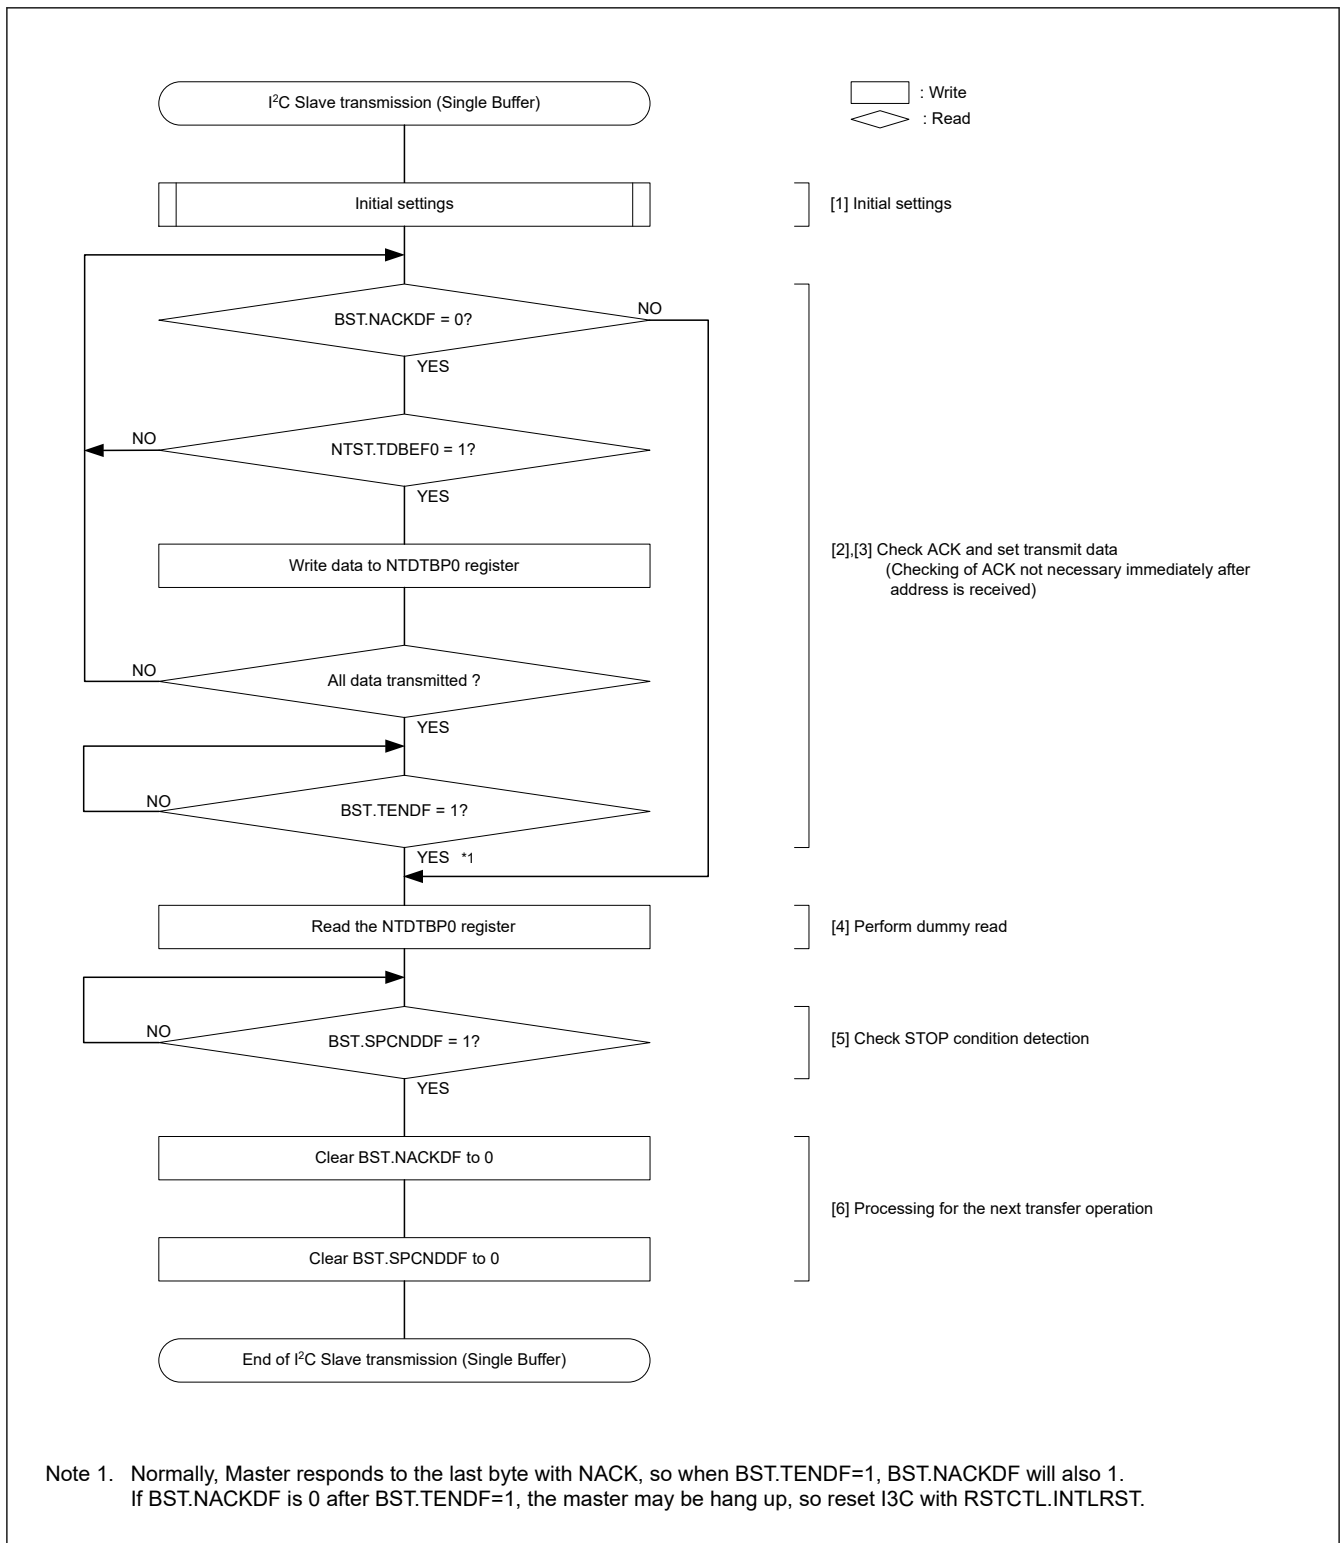 I²C Slave transmission (Single Buffer)
: Write
: Read
Initial settings
[1] Initial settings
BST.NACKDF = 0?
NO
YES
NTST.TDBEF0 = 1?
NO
YES
Write data to NTDTBP0 register
[2],[3] Check ACK and set transmit data
(Checking of ACK not necessary immediately after
address is received)
All data transmitted ?
NO
YES
BST.TENDF = 1?
NO
YES *1
Read the NTDTBP0 register
[4] Perform dummy read
BST.SPCNDDF = 1?
NO
YES
[5] Check STOP condition detection
Clear BST.NACKDF to 0
[6] Processing for the next transfer operation
Clear BST.SPCNDDF to 0
End of I²C Slave transmission (Single Buffer)
Note 1. Normally, Master responds to the last byte with NACK, so when BST.TENDF=1, BST.NACKDF will also 1.
If BST.NACKDF is 0 after BST.TENDF=1, the master may be hang up, so reset I3C with RSTCTL.INTLRST.